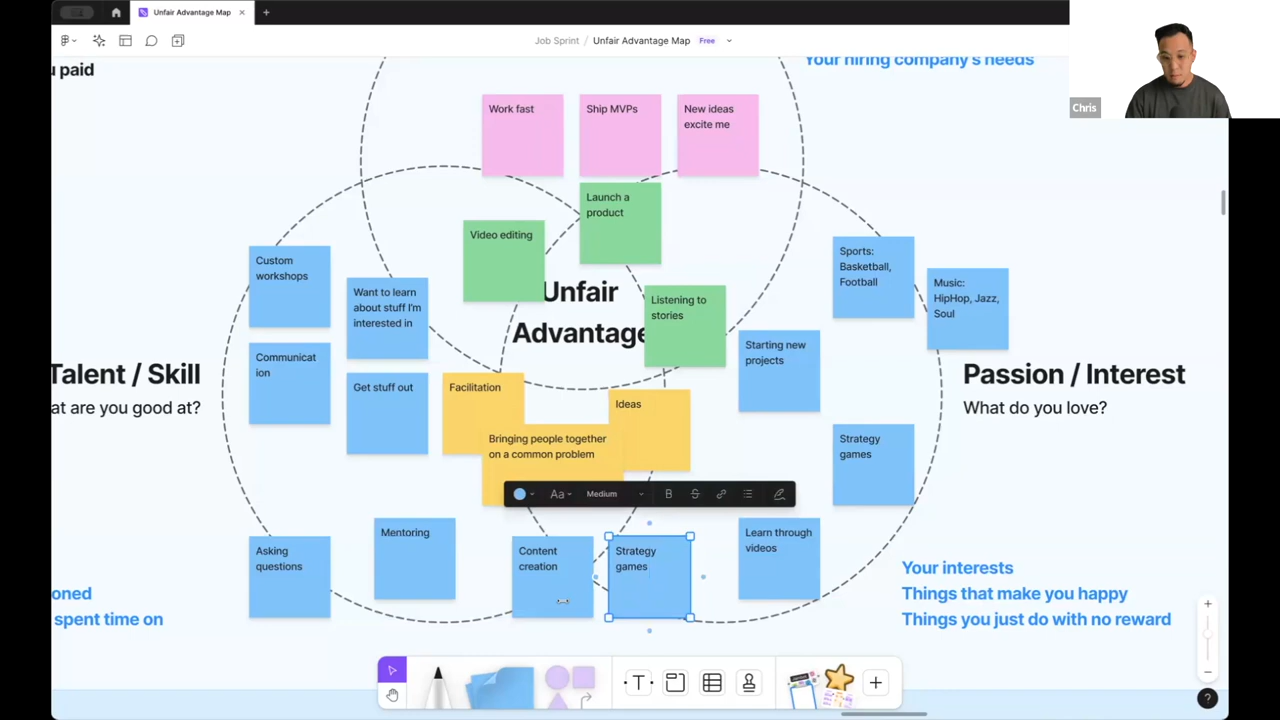 Unfair Advantage Map
Job Sprint / Unfair Advantage Map Free
u paid
Your hiring company's needs
Chris
Work fast
Ship MVPs
New ideas
excite me
Launch a
product
Video editing
Custom
workshops
Want to learn
about stuff I'm
interested in
Sports:
Basketball,
Football
Music:
HipHop, Jazz,
Soul
Unfair
Advantage
Listening to
stories
Starting new
projects
Communicat
ion
Talent / Skill
at are you good at?
Get stuff out
Facilitation
Ideas
Passion / Interest
What do you love?
Bringing people together
on a common problem
Strategy
games
Aa
Medium
B
S
Mentoring
Asking
questions
Content
creation
Strategy
games
Learn through
videos
oned
spent time on
Your interests
Things that make you happy
Things you just do with no reward
T
?